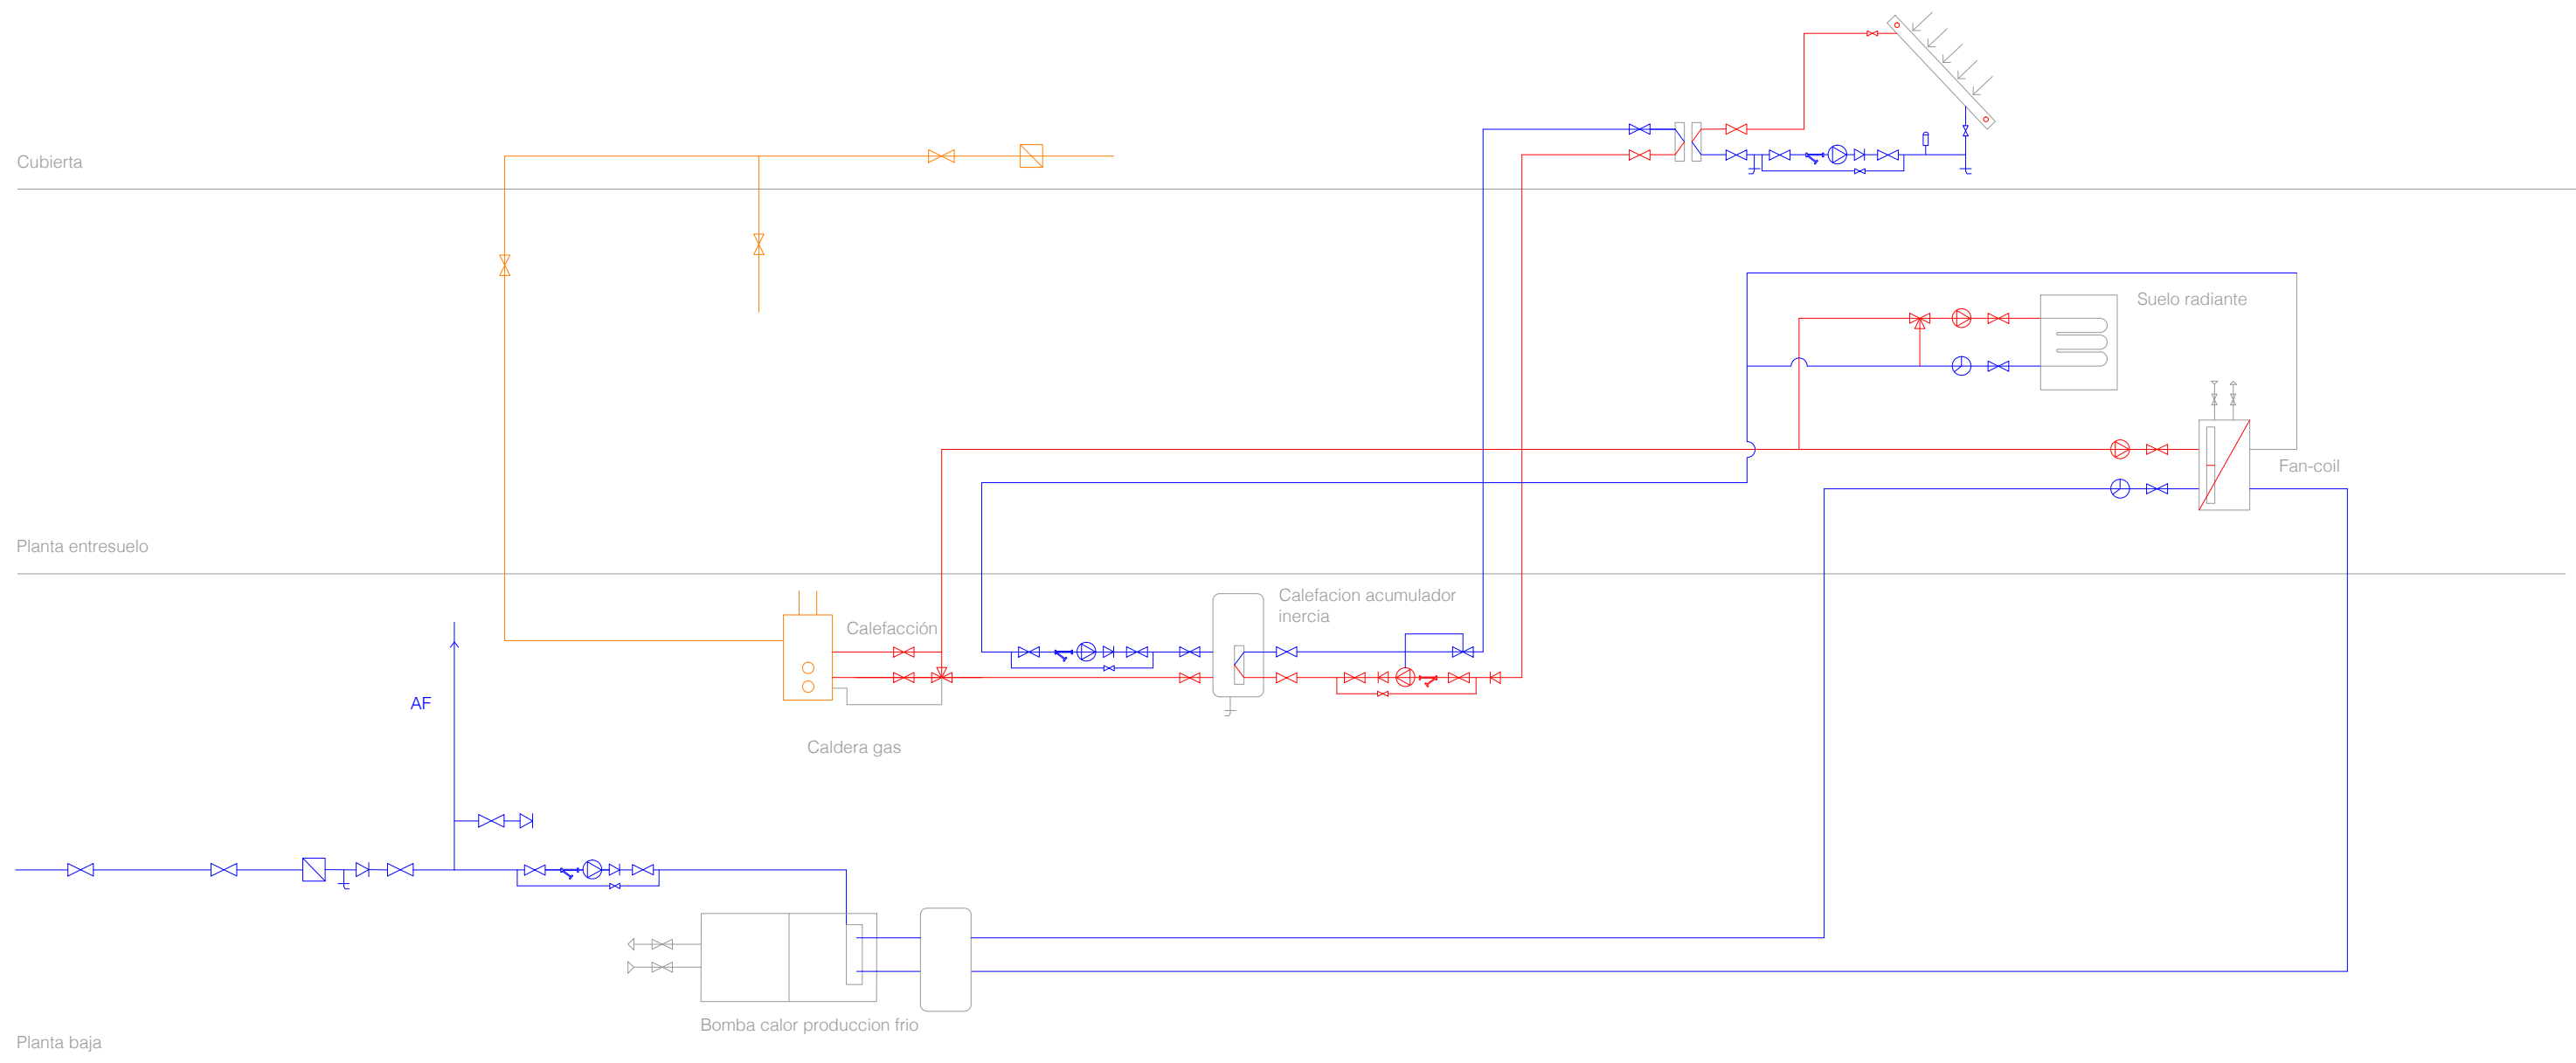 Cubierta
Suelo radiante
Fan-coil
Planta entresuelo
Calefacion acumulador
inercia
Calefacción
AF
Caldera gas
Bomba calor produccion frio
Planta baja